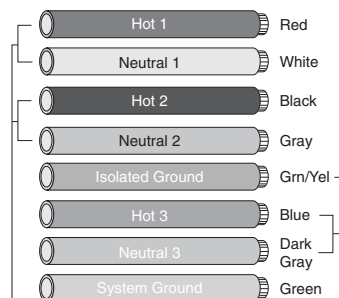 Hot 1 Red
Neutral 1 White
Hot 2 Black
Neutral 2 Gray
Isolated Ground Grn/Yel
Hot 3 Blue
Neutral 3 Dark
Gray
System Ground Green